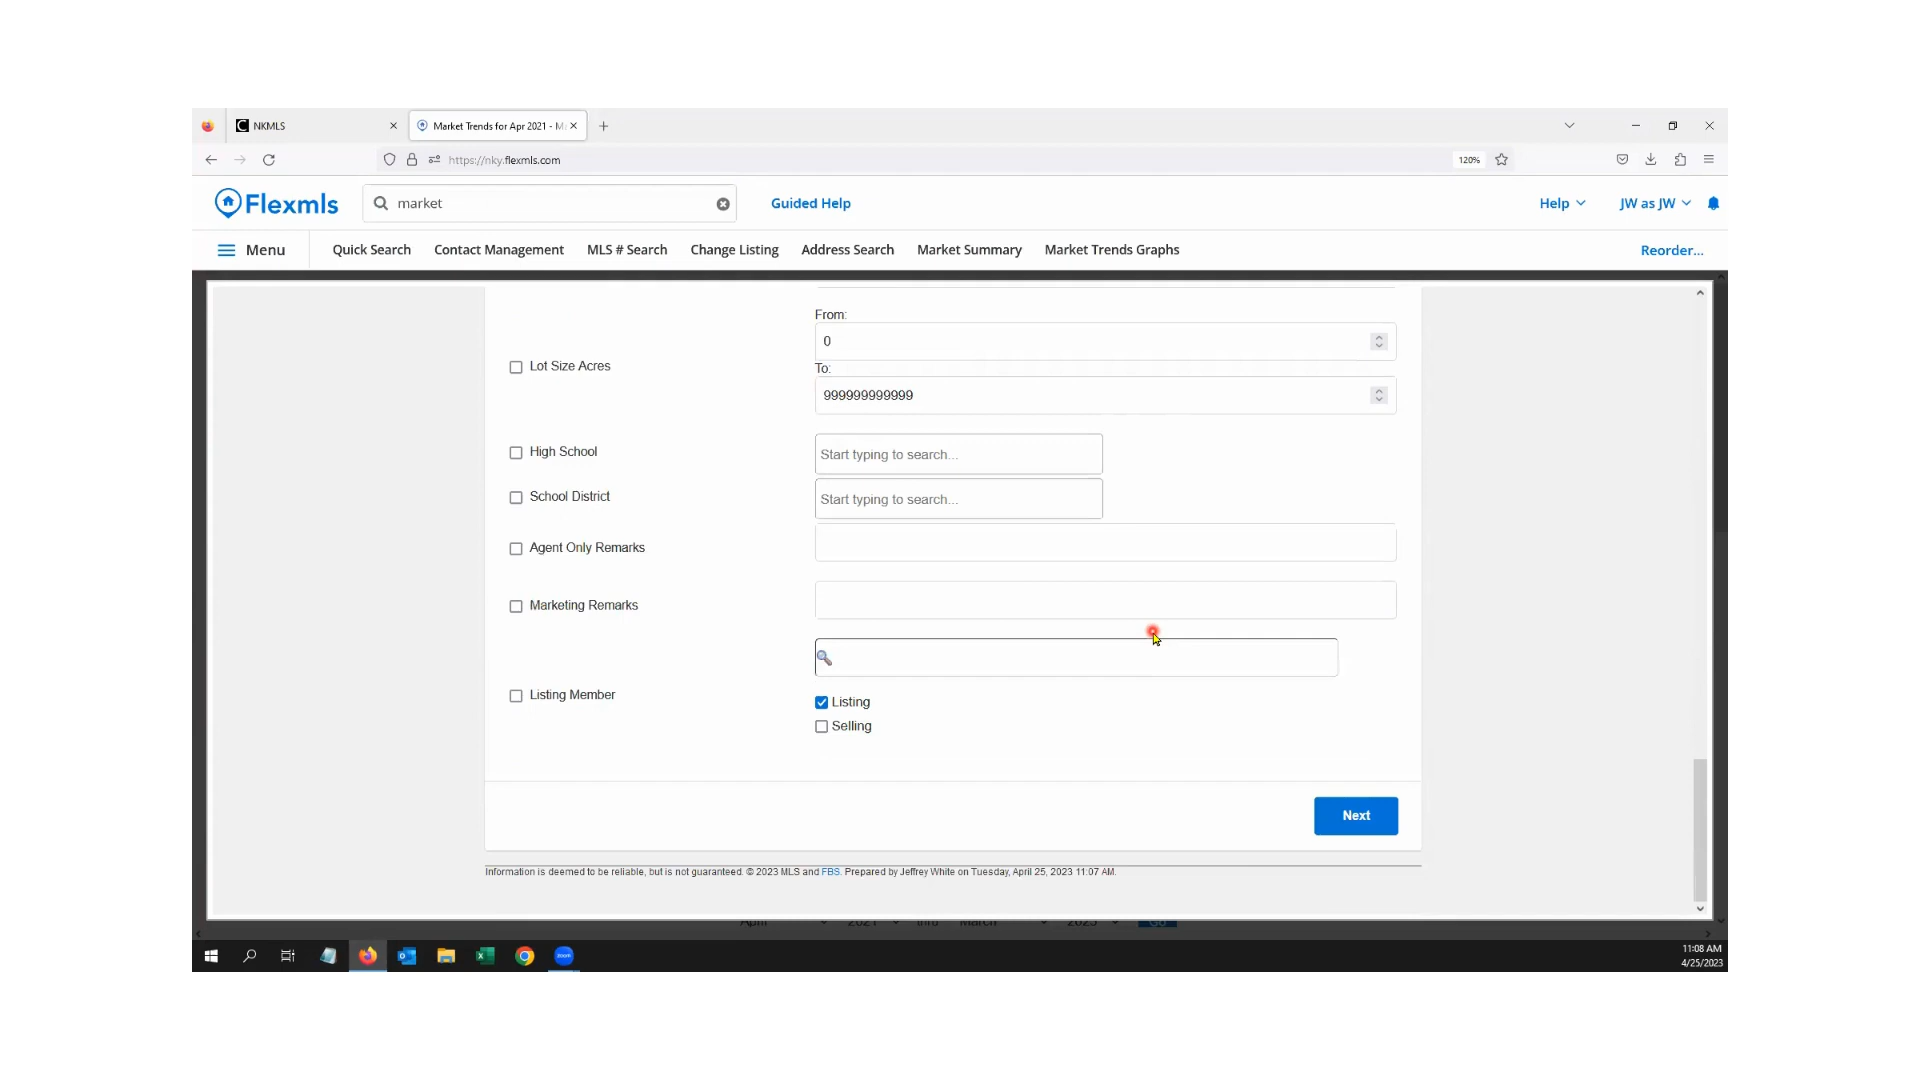 NKMLS
Market Trends for Apr 2021 - M
https://nky.flexmls.com
120%
Flexmls
market
Guided Help
Help
JW as JW
Menu
Quick Search
Contact Management
MLS # Search
Change Listing
Address Search
Market Summary
Market Trends Graphs
Reorder...
From:
0
Lot Size Acres
To:
999999999999
High School
Start typing to search...
School District
Start typing to search...
Agent Only Remarks
Marketing Remarks
Listing Member
Listing
Selling
Next
Information is deemed to be reliable, but is not guaranteed. © 2023 MLS and FBS. Prepared by Jeffrey White on Tuesday, April 25, 2023 11:07 AM.
April 2021 thru March 2023 Go
zoom
11:08 AM
4/25/2023